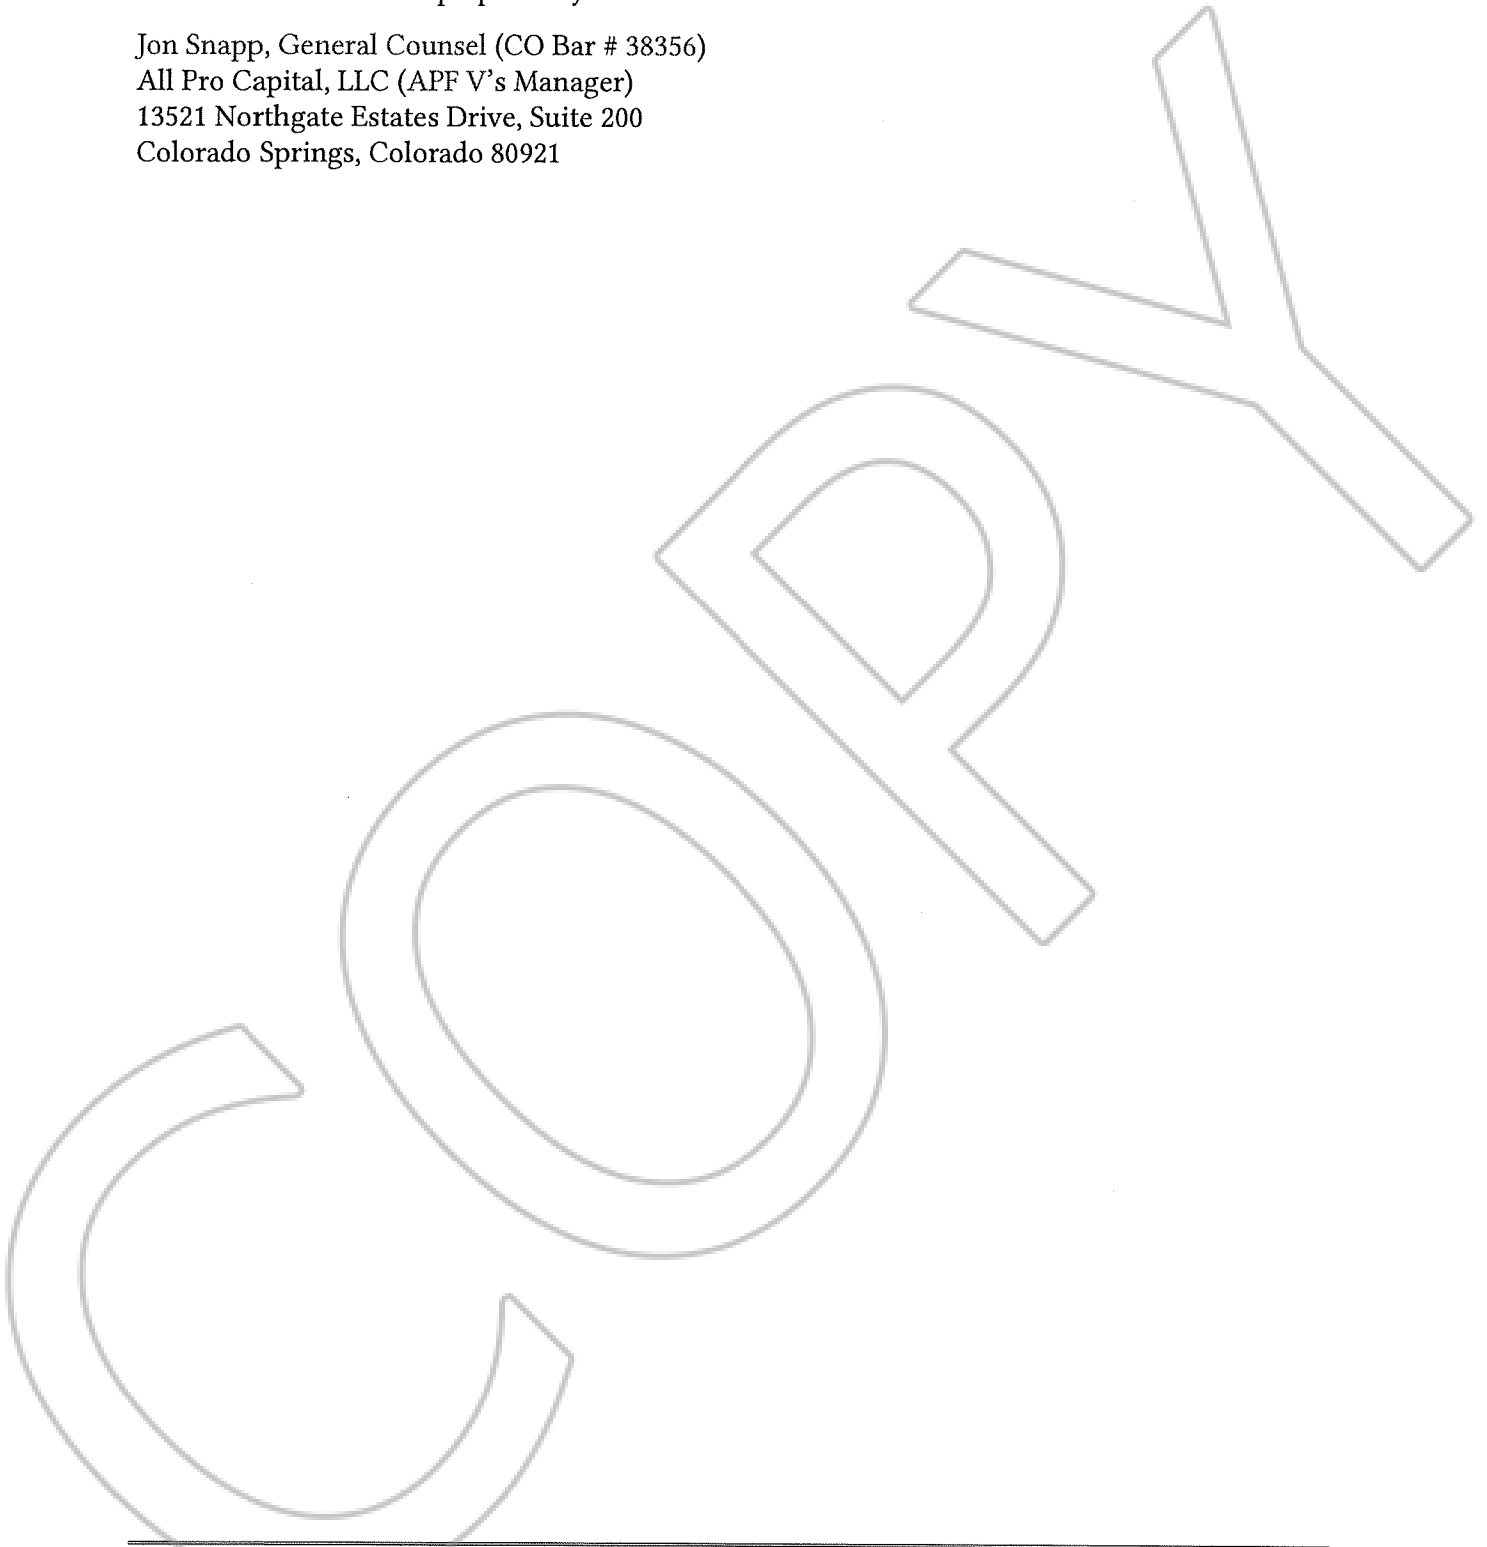 Jon Snapp, General Counsel (CO Bar # 38356)
All Pro Capital, LLC (APF V's Manager)
13521 Northgate Estates Drive, Suite 200
Colorado Springs, Colorado 80921
COPY